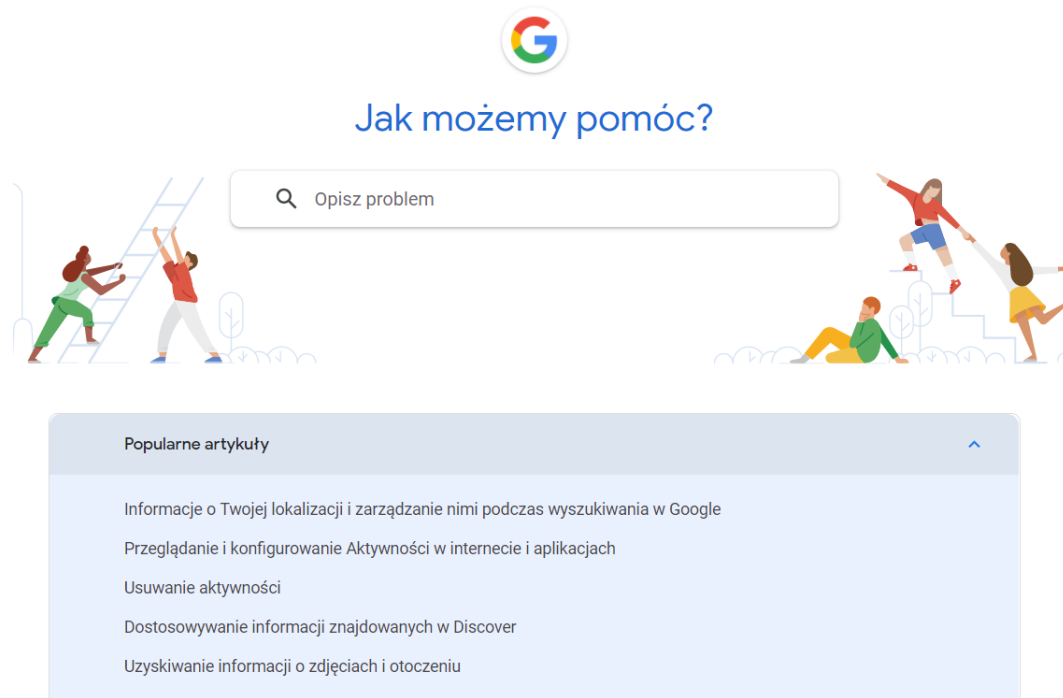 Jak możemy pomóc?
Opisz problem
Popularne artykuły
Informacje o Twojej lokalizacji i zarządzanie nimi podczas wyszukiwania w Google
Przeglądanie i konfigurowanie Aktywności w internecie i aplikacjach
Usuwanie aktywności
Dostosowywanie informacji znajdowanych w Discover
Uzyskiwanie informacji o zdjęciach i otoczeniu